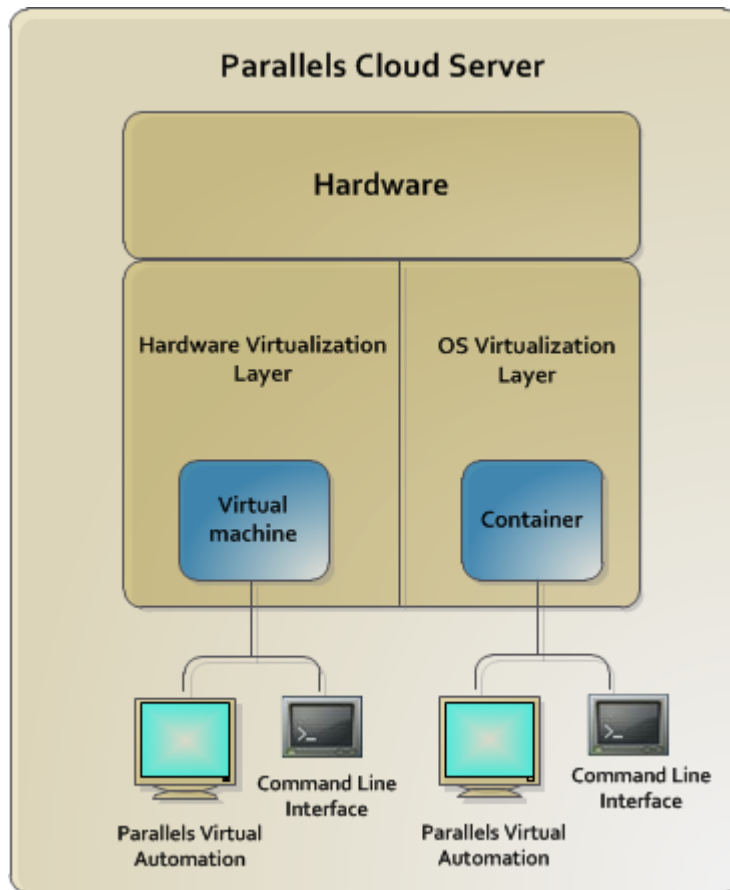 Parallels Cloud Server
Hardware
Hardware Virtualization
Layer
OS Virtualization
Layer
Virtual
machine
Container
>_
Command Line
Interface
Parallels Virtual
Automation
>_
Command Line
Interface
Parallels Virtual
Automation